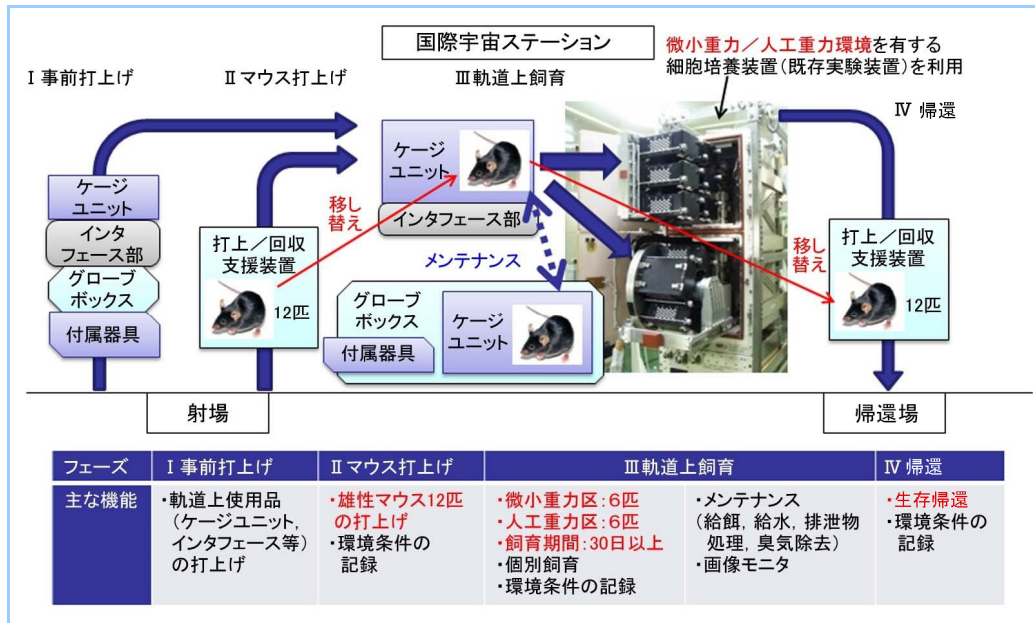 国際宇宙ステーション
微小重力／人工重力環境を有する
細胞培養装置(既存実験装置)を利用
Ⅰ 事前打上げ
Ⅱマウス打上げ
Ⅲ軌道上飼育
Ⅳ 帰還
ケージ
ユニット
インタ
フェース部
グローブ
ボックス
付属器具
打上／回収
支援装置
12匹
移し
替え
ケージ
ユニット
インタフェース部
メンテナンス
グローブ
ボックス
付属器具
ケージ
ユニット
移し
替え
打上／回収
支援装置
12匹
射場
帰還場
フェーズ
Ⅰ 事前打上げ
Ⅱマウス打上げ
Ⅲ軌道上飼育
Ⅳ 帰還
主な機能
・軌道上使用品
(ケージユニット,
インタフェース等)
の打上げ
・雄性マウス12匹
の打上げ
・環境条件の
記録
・微小重力区：6匹
・人工重力区：6匹
・飼育期間：30日以上
・個別飼育
・環境条件の記録
・メンテナンス
(給餌, 給水, 排泄物
処理, 臭気除去)
・画像モニタ
・生存帰還
・環境条件の
記録